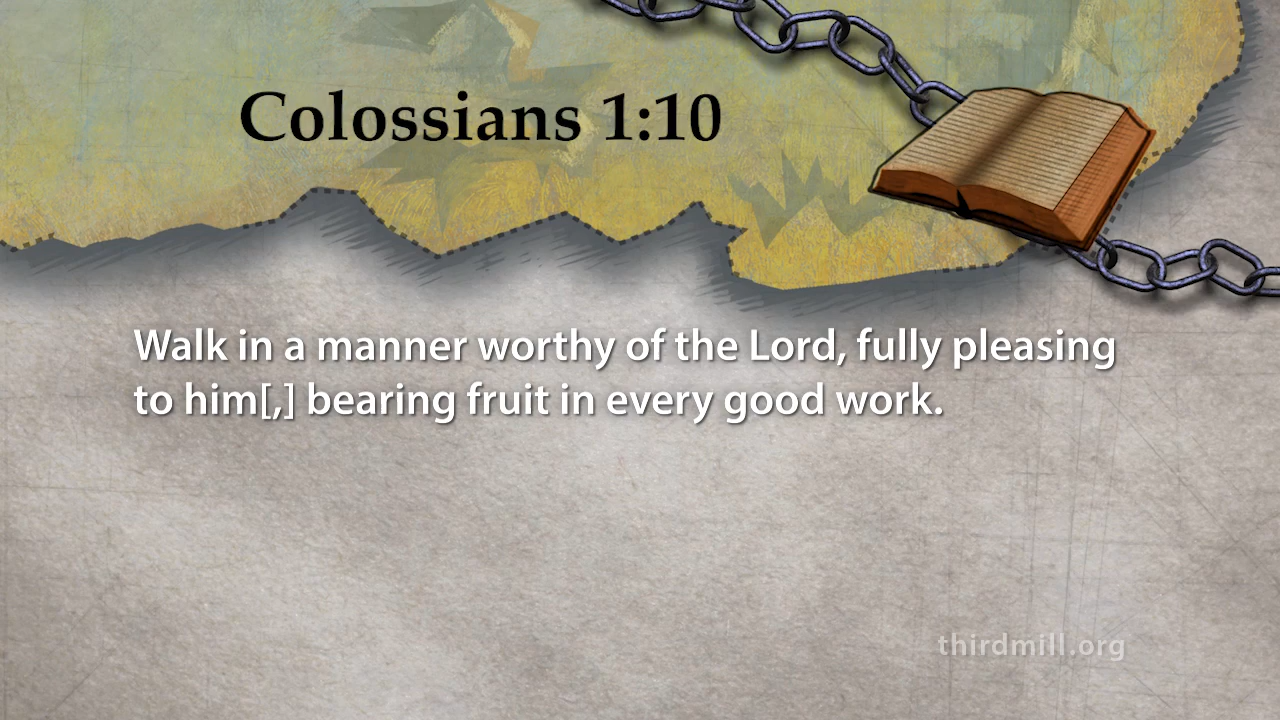 Colossians 1:10
Walk in a manner worthy of the Lord, fully pleasing
to him[,] bearing fruit in every good work.
thirdmill.org